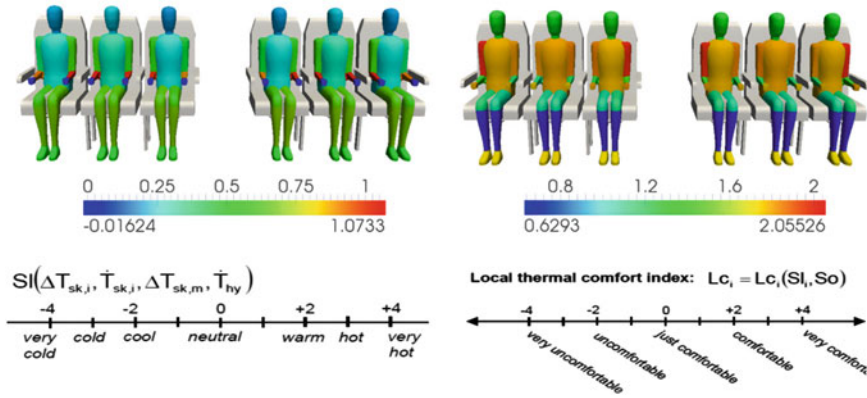 0 0.25 0.5 0.75 1
-0.01624 1.0733
0.8 1.2 1.6 2
0.6293 2.05526
SI(ΔT_sk,i, Ṫ_sk,i, ΔT_sk,m, Ṫ_hy)
-4 -2 0 +2 +4
very cold cold cool neutral warm hot very hot
Local thermal comfort index: Lc_i = Lc_i(SI_i, So)
-4 -2 0 +2 +4
very uncomfortable uncomfortable just comfortable comfortable very comforta